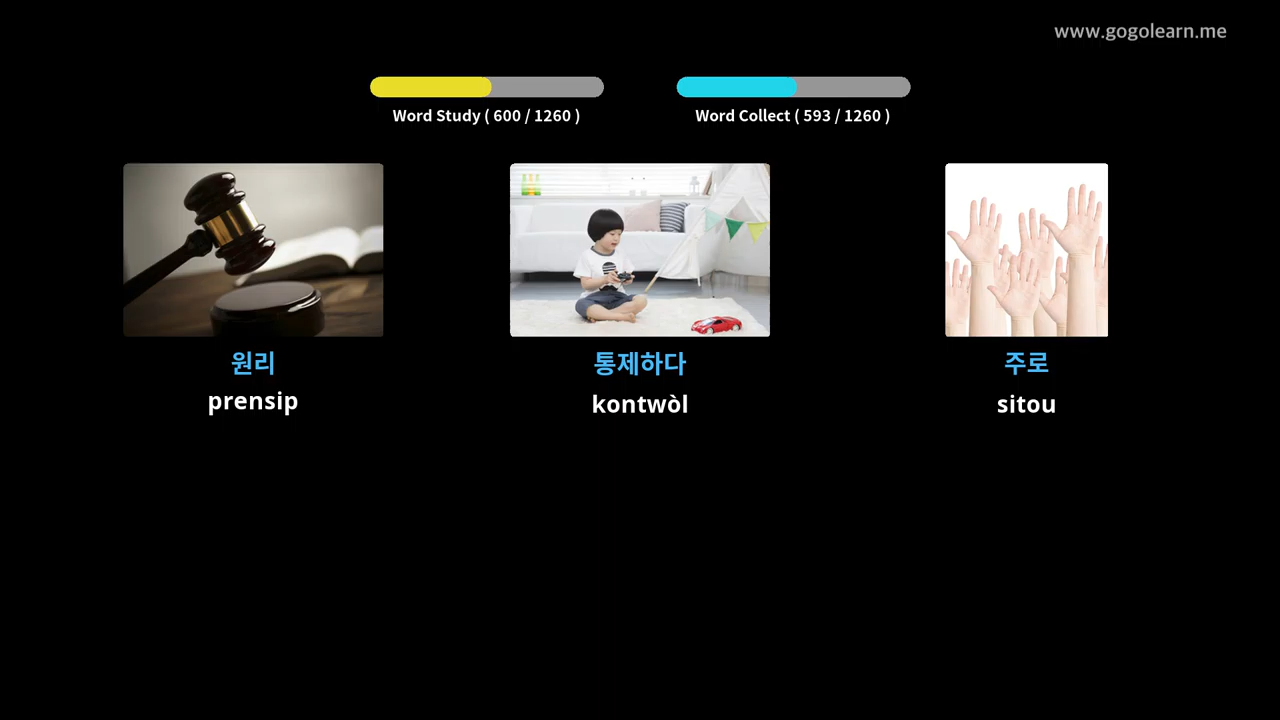 www.gogolearn.me
Word Study ( 600 / 1260 )
Word Collect ( 593 / 1260 )
원리
prensip
통제하다
kontwòl
주로
sitou